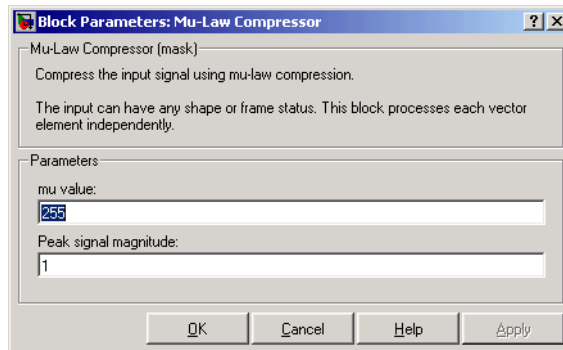 Block Parameters: Mu-Law Compressor
Mu-Law Compressor (mask)
Compress the input signal using mu-law compression.
The input can have any shape or frame status. This block processes each vector
element independently.
Parameters
mu value:
255
Peak signal magnitude:
1
OK Cancel Help Apply